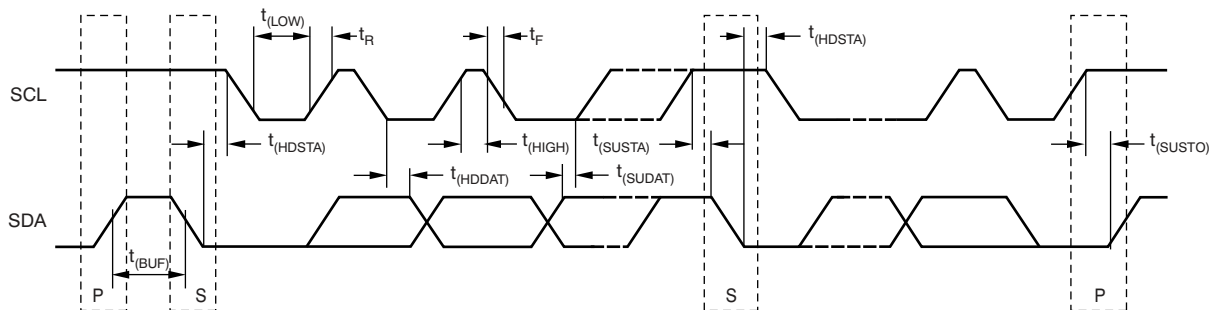 t(LOW)
tR
tF
t(HDSTA)
SCL
t(HDSTA)
t(HIGH)
t(SUSTA)
t(SUSTO)
t(HDDAT)
t(SUDAT)
SDA
t(BUF)
P
S
S
P